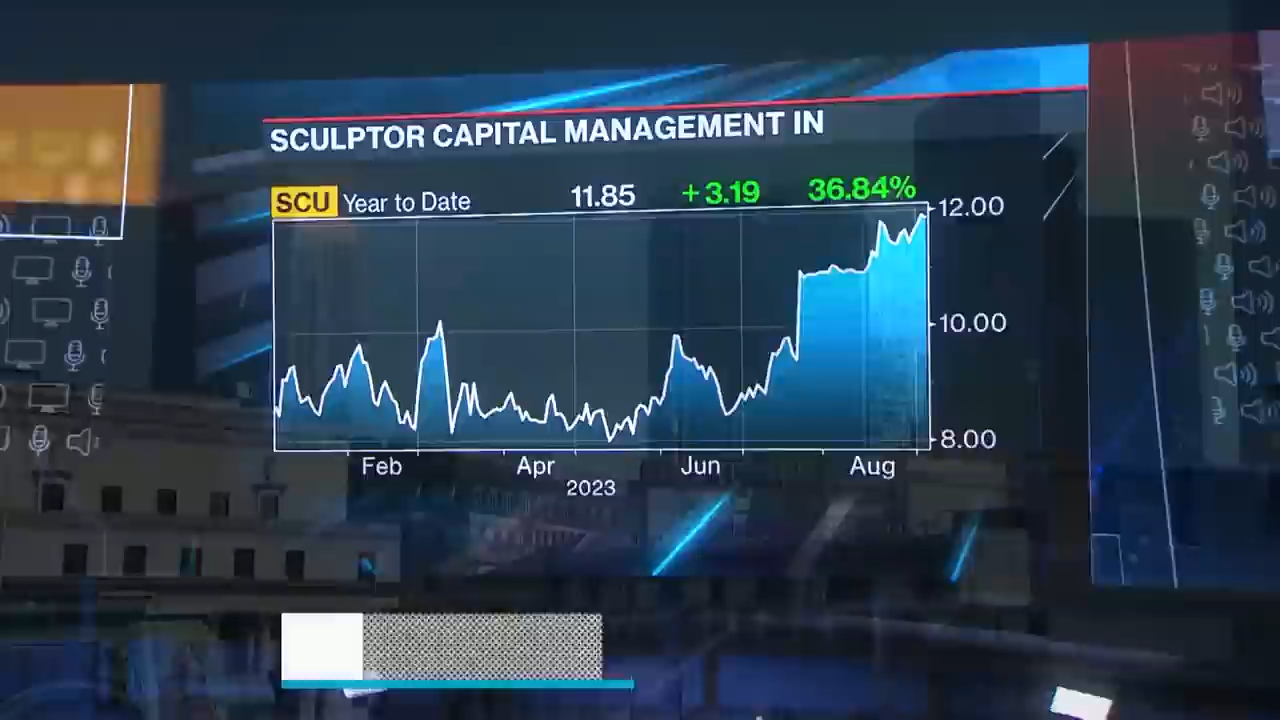 SCULPTOR CAPITAL MANAGEMENT IN
SCU Year to Date 11.85 +3.19 36.84%
12.00
10.00
8.00
Feb Apr Jun Aug
2023